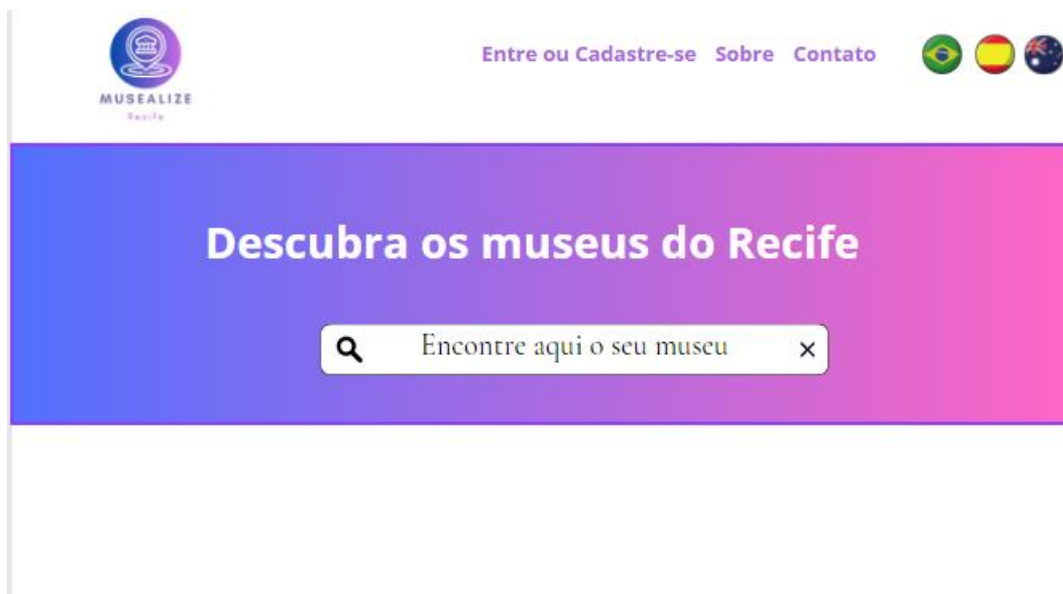 MUSEALIZE
Recife
Entre ou Cadastre-se Sobre Contato
Descubra os museus do Recife
Encontre aqui o seu museu